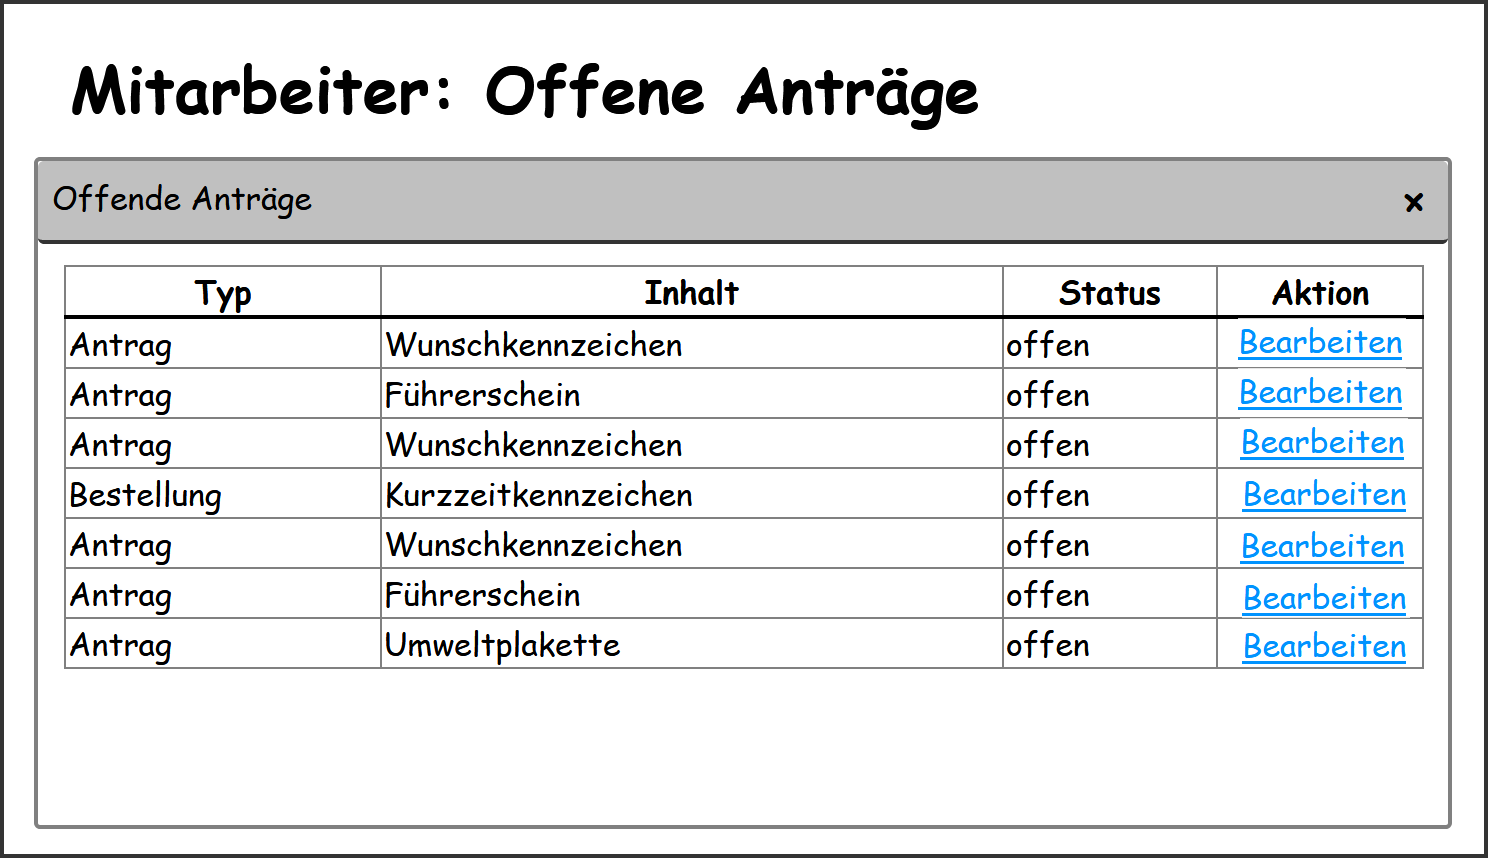 Mitarbeiter: Offene Anträge
Offende Anträge ×
Typ Inhalt Status Aktion
Antrag Wunschkennzeichen offen Bearbeiten
Antrag Führerschein offen Bearbeiten
Antrag Wunschkennzeichen offen Bearbeiten
Bestellung Kurzzeitkennzeichen offen Bearbeiten
Antrag Wunschkennzeichen offen Bearbeiten
Antrag Führerschein offen Bearbeiten
Antrag Umweltplakette offen Bearbeiten